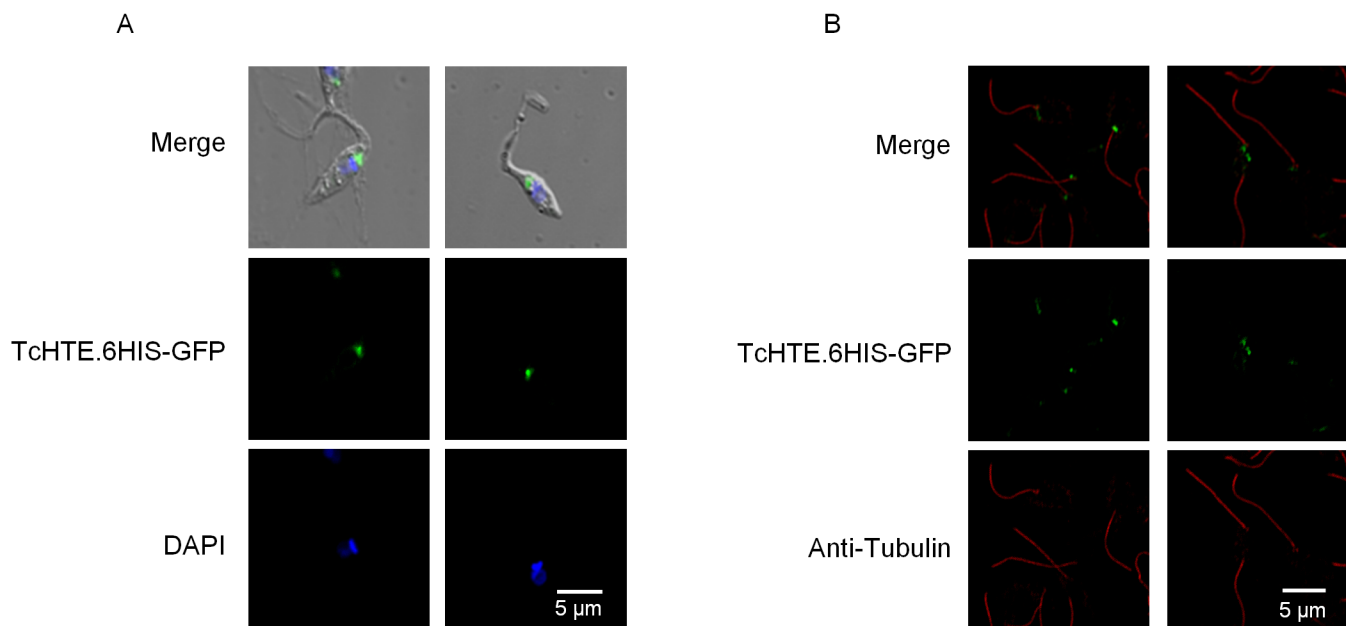 A
B
Merge
Merge
TcHTE.6HIS-GFP
TcHTE.6HIS-GFP
DAPI
Anti-Tubulin
5 µm
5 µm